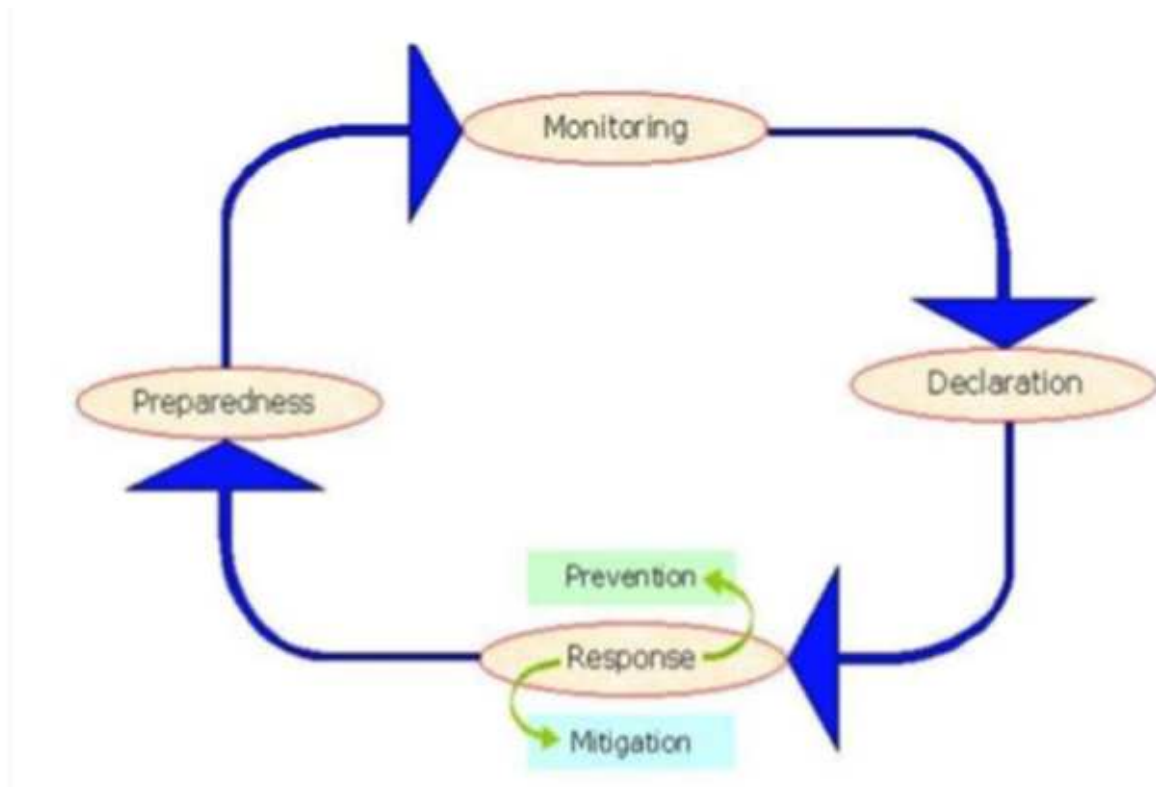 Monitoring
Declaration
Preparedness
Prevention
Response
Mitigation